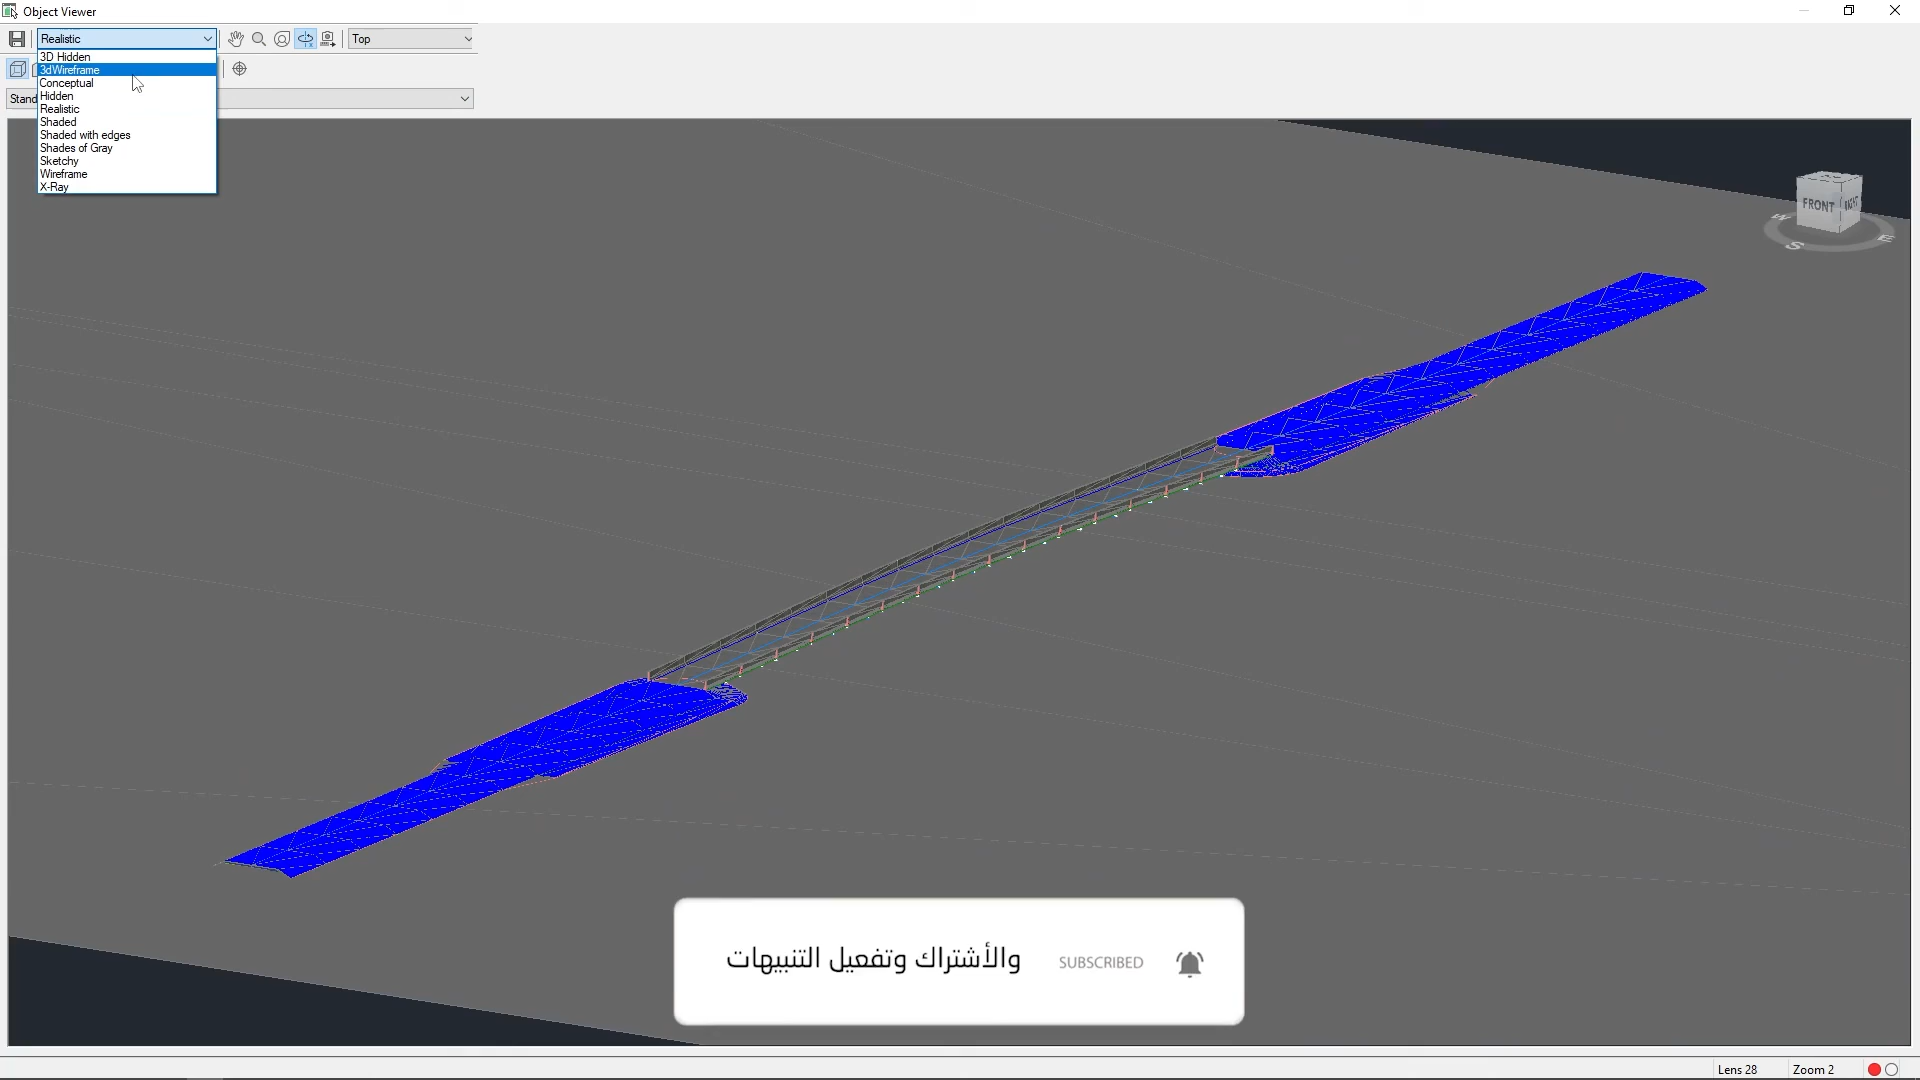 Object Viewer
Realistic
Top
3D Hidden
3dWireframe
Conceptual
Hidden
Realistic
Shaded
Shaded with edges
Shades of Gray
Sketchy
Wireframe
X-Ray
Stand
FRONT
S
E
والأشتراك وتفعيل التنبيهات
SUBSCRIBED
Lens 28
Zoom 2